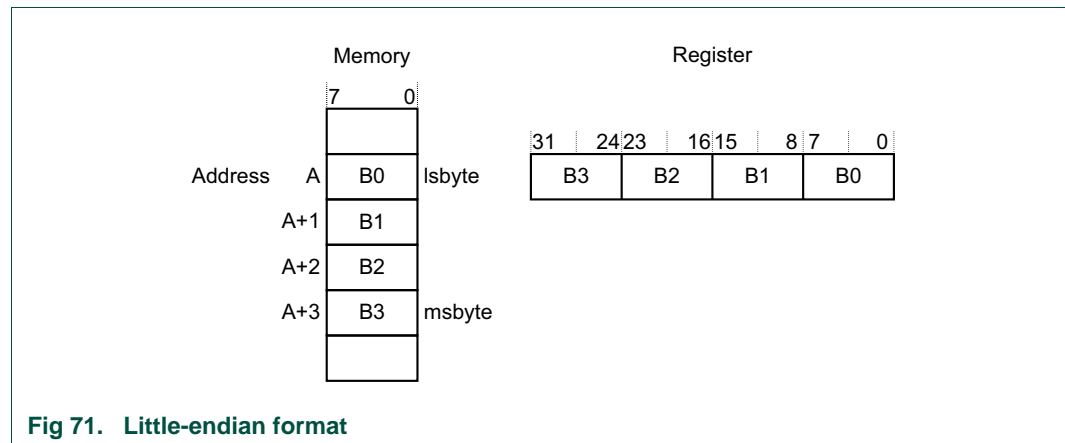 Memory Register
7 0
31 24 23 16 15 8 7 0
Address A B0 lsbyte B3 B2 B1 B0
A+1 B1
A+2 B2
A+3 B3 msbyte
Fig 71. Little-endian format